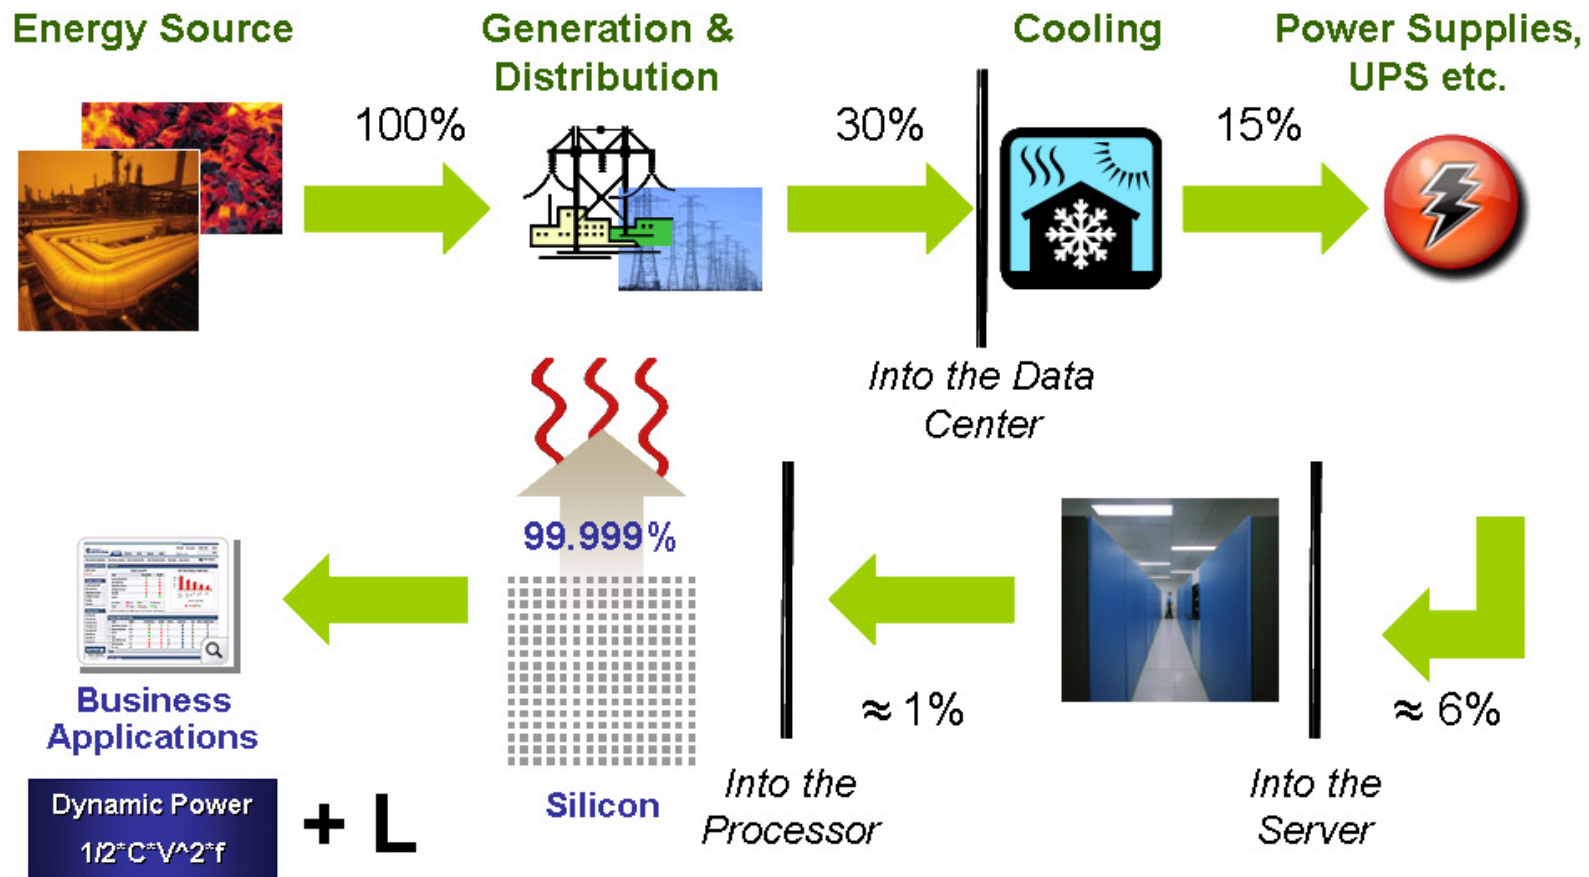 Energy Source
Generation &
Distribution
Cooling
Power Supplies,
UPS etc.
100%
30%
15%
Into the Data
Center
99.999%
≈ 1%
≈ 6%
Business
Applications
Silicon
Into the
Processor
Into the
Server
Dynamic Power
1/2*C*V^2*f
+ L